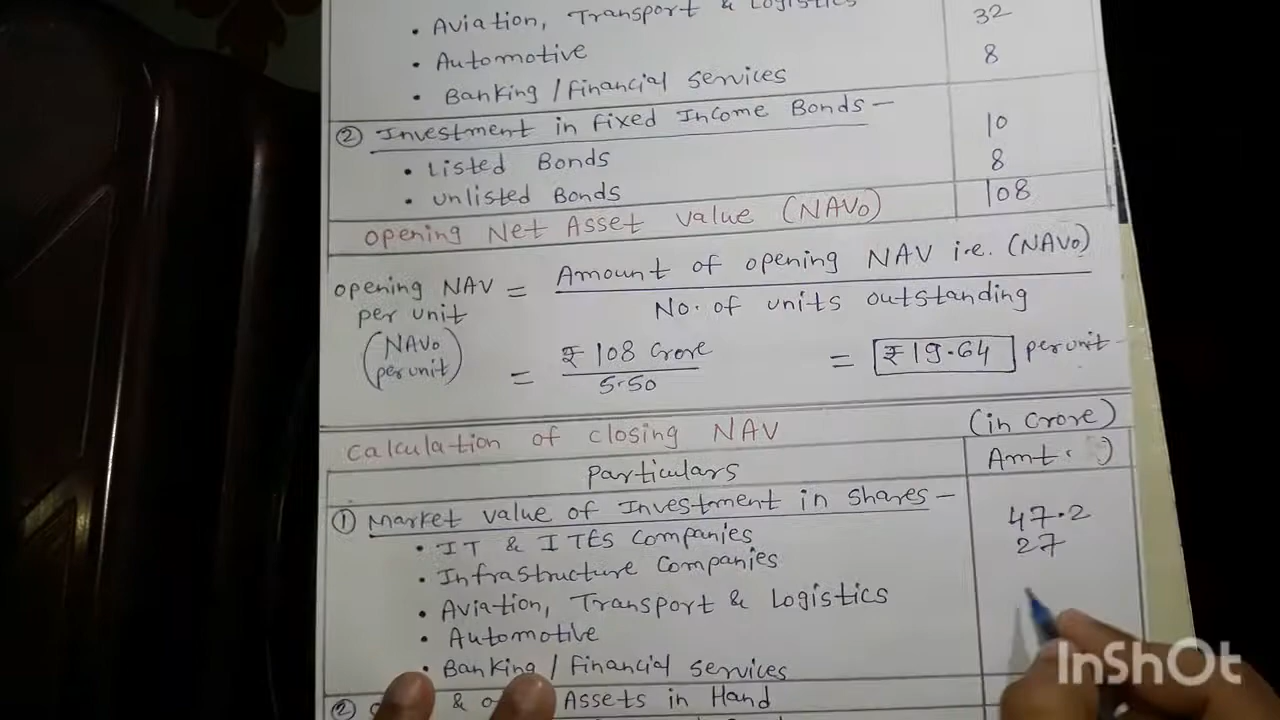 • Aviation, Transport & Logistics
32
• Automotive
8
• Banking / Financial services
② Investment in fixed Income Bonds –
10
• Listed Bonds
8
• unlisted Bonds
108
opening Net Asset value (NAV₀)
opening NAV per unit = Amount of opening NAV i.e. (NAV₀)
No. of units outstanding
(NAV₀ per unit)
= ₹ 108 Crore
5.50
= ₹ 19.64 per unit
Calculation of closing NAV (in Crore)
Particulars Amt. )
① Market value of Investment in shares –
• IT & ITES Companies 47.2
• Infrastructure Companies 27
• Aviation, Transport & Logistics
• Automotive
• Banking / Financial services
② & Assets in Hand
InShOt